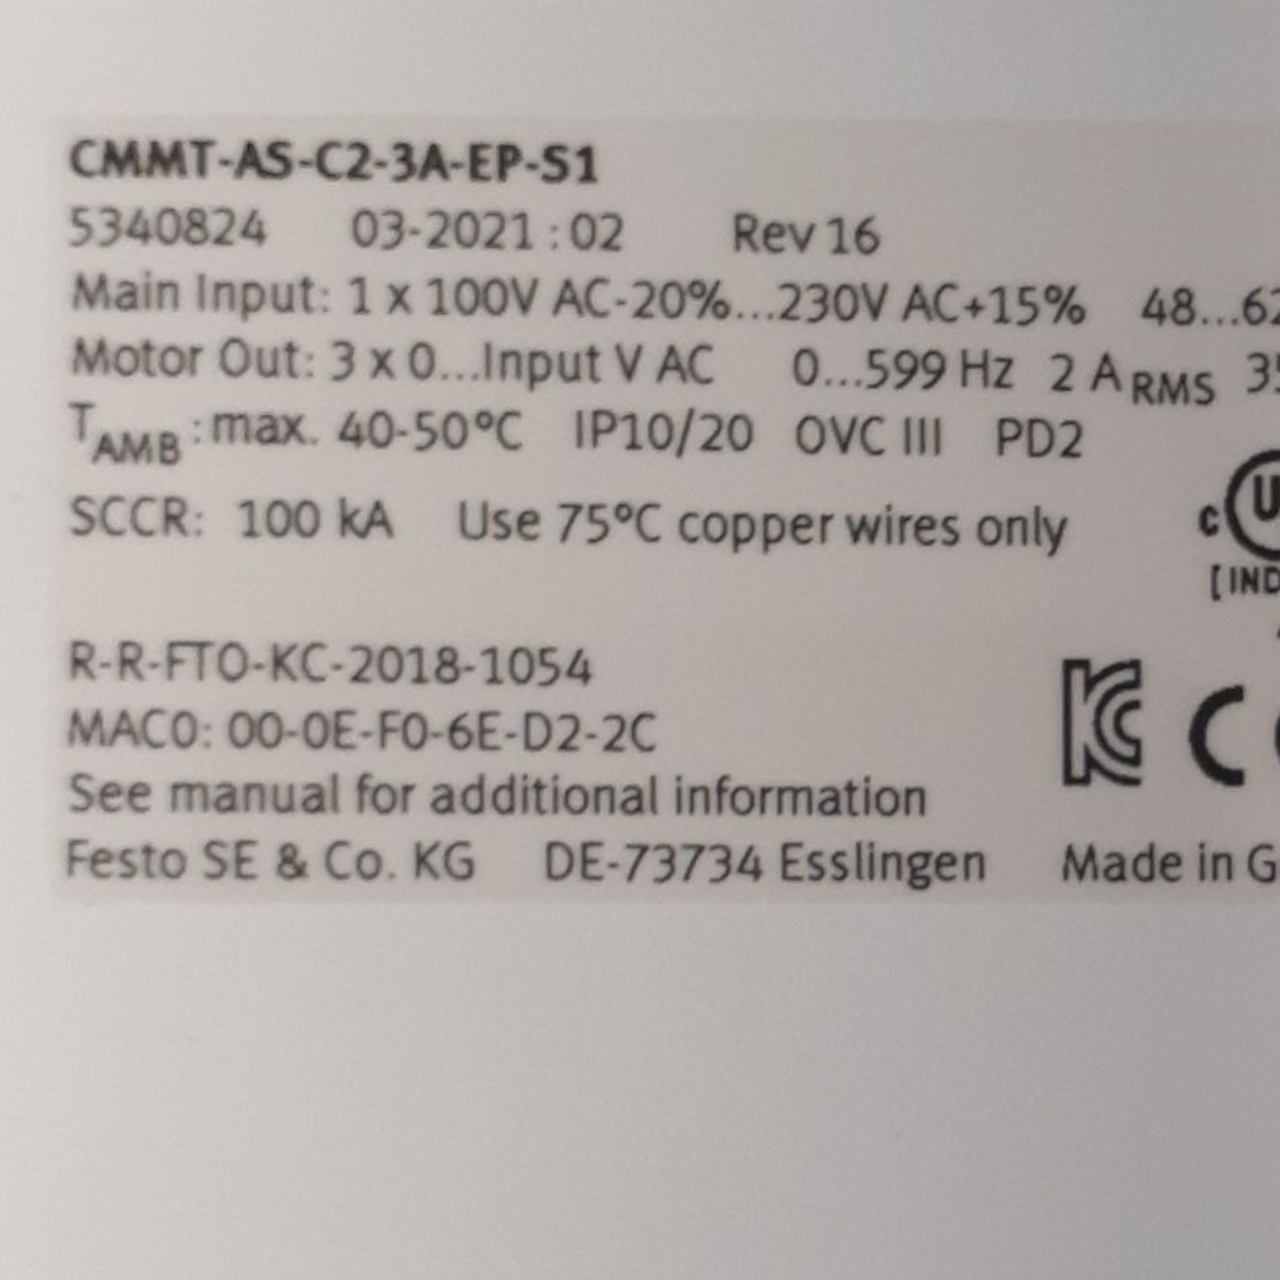 CMMT-AS-C2-3A-EP-S1
5340824 03-2021:02 Rev 16
Main Input: 1 x 100V AC-20%...230V AC+15% 48...62
Motor Out: 3 x 0...Input V AC 0...599 Hz 2 A RMS
TAMB: max. 40-50°C IP10/20 OVC III PD2
SCCR: 100 kA Use 75°C copper wires only
c U
[IND
R-R-FTO-KC-2018-1054
MAC0: 00-0E-F0-6E-D2-2C
KC C
See manual for additional information
Festo SE & Co. KG DE-73734 Esslingen Made in G